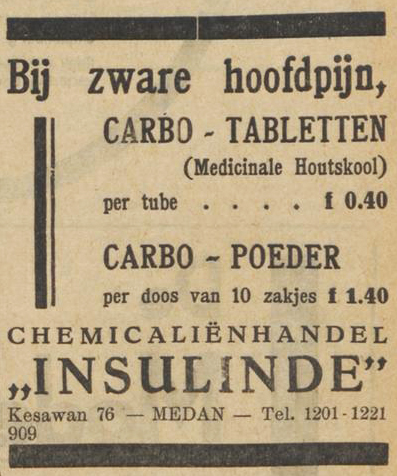 Bij zware hoofdpijn,
CARBO - TABLETTEN
(Medicinale Houtskool)
per tube . . . . f 0.40
CARBO - POEDER
per doos van 10 zakjes f 1.40
CHEMICALIËNHANDEL
„INSULINDE”
Kesawan 76 — MEDAN — Tel. 1201-1221
909